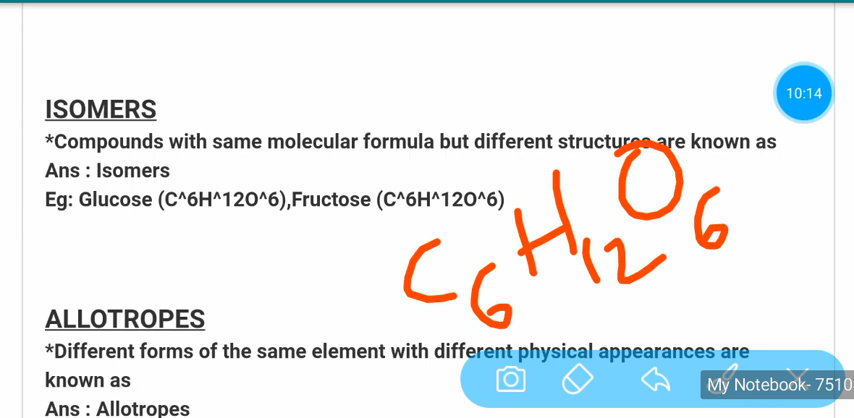 10:14
ISOMERS
*Compounds with same molecular formula but different structures are known as
Ans : Isomers
Eg: Glucose (C^6H^12O^6),Fructose (C^6H^12O^6)
C6H12O6
ALLOTROPES
*Different forms of the same element with different physical appearances are
known as
My Notebook- 7510
Ans : Allotropes